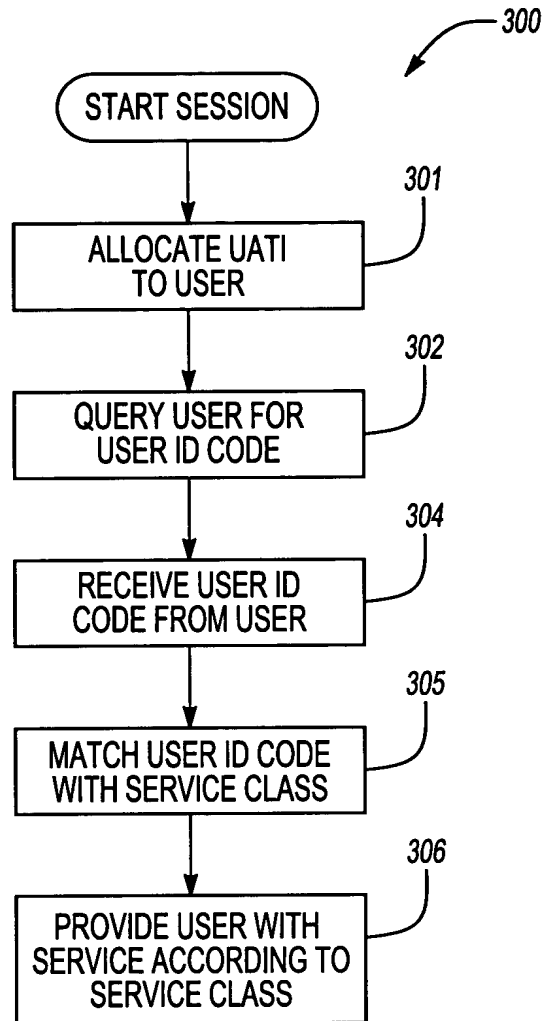 300
START SESSION
301
ALLOCATE UATI
TO USER
302
QUERY USER FOR
USER ID CODE
304
RECEIVE USER ID
CODE FROM USER
305
MATCH USER ID CODE
WITH SERVICE CLASS
306
PROVIDE USER WITH
SERVICE ACCORDING TO
SERVICE CLASS